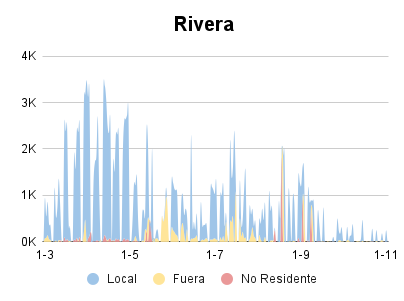 Rivera
4K
3K
2K
1K
0K
1-3 1-5 1-7 1-9 1-11
Local Fuera No Residente